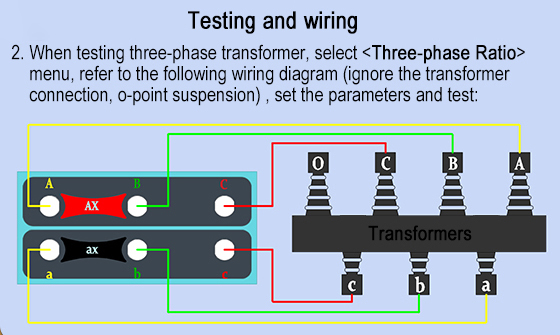 Testing and wiring
2. When testing three-phase transformer, select <Three-phase Ratio>
menu, refer to the following wiring diagram (ignore the transformer
connection, o-point suspension) , set the parameters and test:
A B C
AX
ax
a b c
O C B A
Transformers
c b a